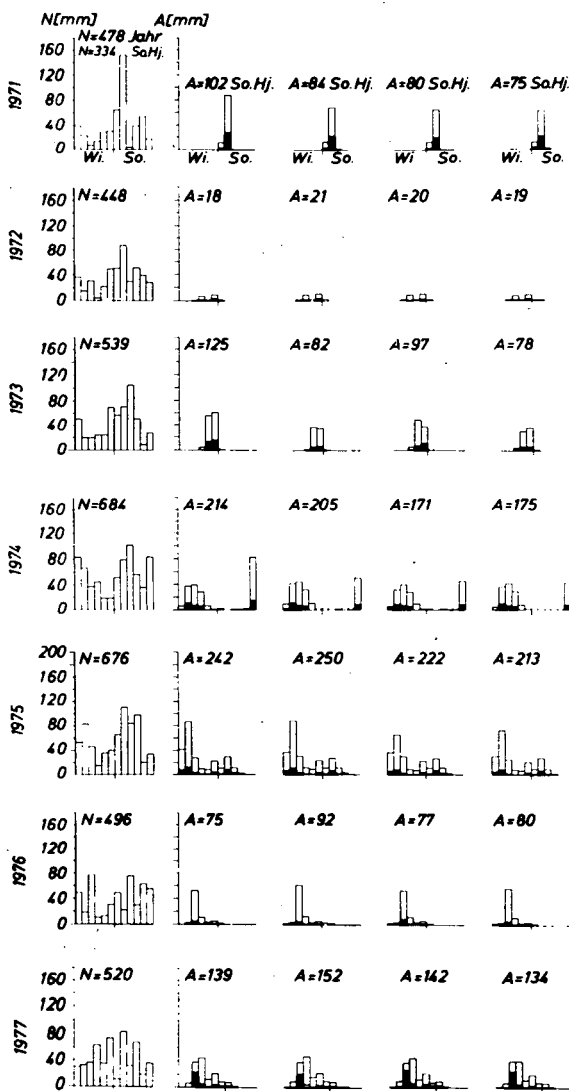 N[mm] A[mm]
1971
160
120
80
40
0
N=478 Jahr
N=334 So.Hj.
Wi. So.
A=102 So.Hj.
Wi. So.
A=84 So.Hj.
Wi. So.
A=80 So.Hj.
Wi. So.
A=75 So.Hj.
Wi. So.
1972
160
120
80
40
0
N=448
A=18
A=21
A=20
A=19
1973
160
120
80
40
0
N=539
A=125
A=82
A=97
A=78
1974
160
120
80
40
0
N=684
A=214
A=205
A=171
A=175
1975
200
160
120
80
40
0
N=676
A=242
A=250
A=222
A=213
1976
160
120
80
40
0
N=496
A=75
A=92
A=77
A=80
1977
160
120
80
40
0
N=520
A=139
A=152
A=142
A=134